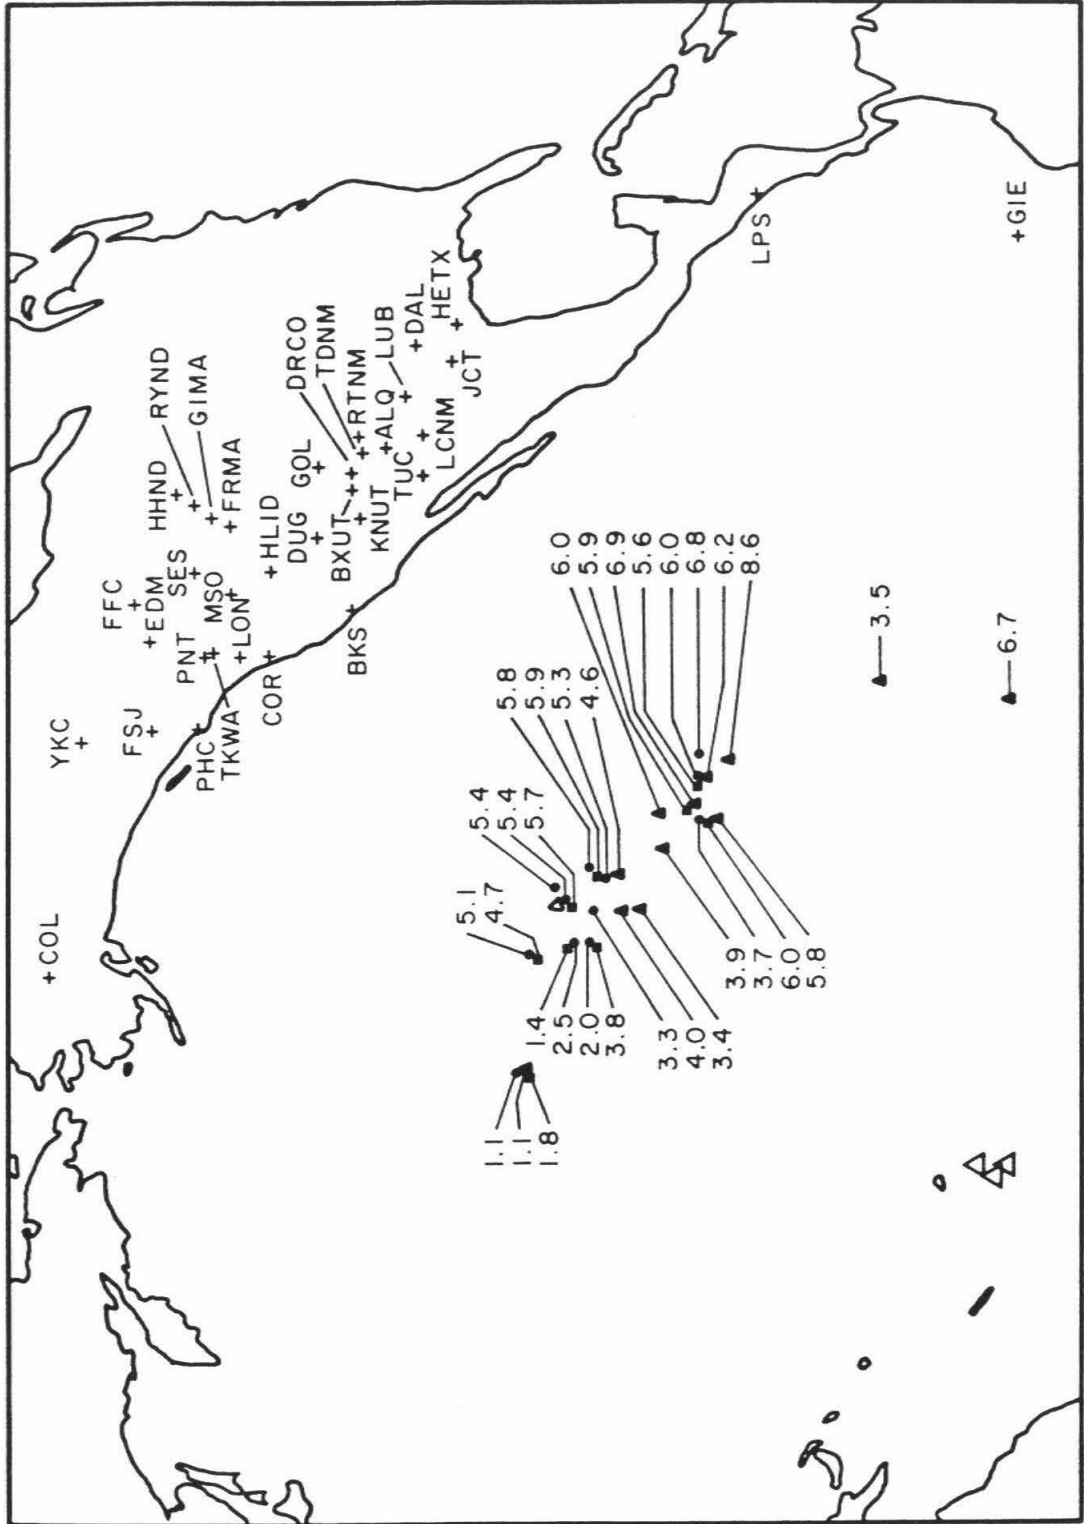 +COL
YKC
FSJ
PHC
TKWA
FFC
EDM
PNT
SES
MSO
LON
COR
HHND
RYND
GIMA
FRMA
HLID
DUG
GOL
BXUT
KNUT
BKS
DRCO
TDNM
RTNM
ALQ
LUB
TUC
LCNM
DAL
HETX
JCT
LPS
+GIE
1.1
1.1
1.8
5.1
4.7
1.4
2.5
2.0
3.8
5.4
5.4
5.7
3.3
4.0
3.4
5.8
5.9
5.3
4.6
3.9
3.7
6.0
5.8
6.0
5.9
6.9
5.6
6.0
6.8
6.2
8.6
3.5
6.7